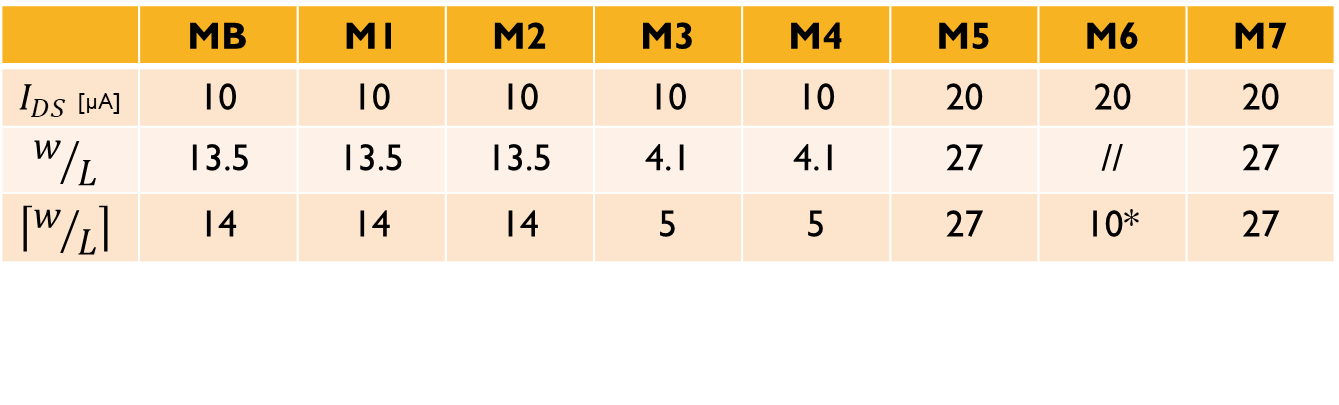 MB M1 M2 M3 M4 M5 M6 M7
I_DS [µA] 10 10 10 10 10 20 20 20
w/L 13.5 13.5 13.5 4.1 4.1 27 // 27
⌈w/L⌉ 14 14 14 5 5 27 10* 27